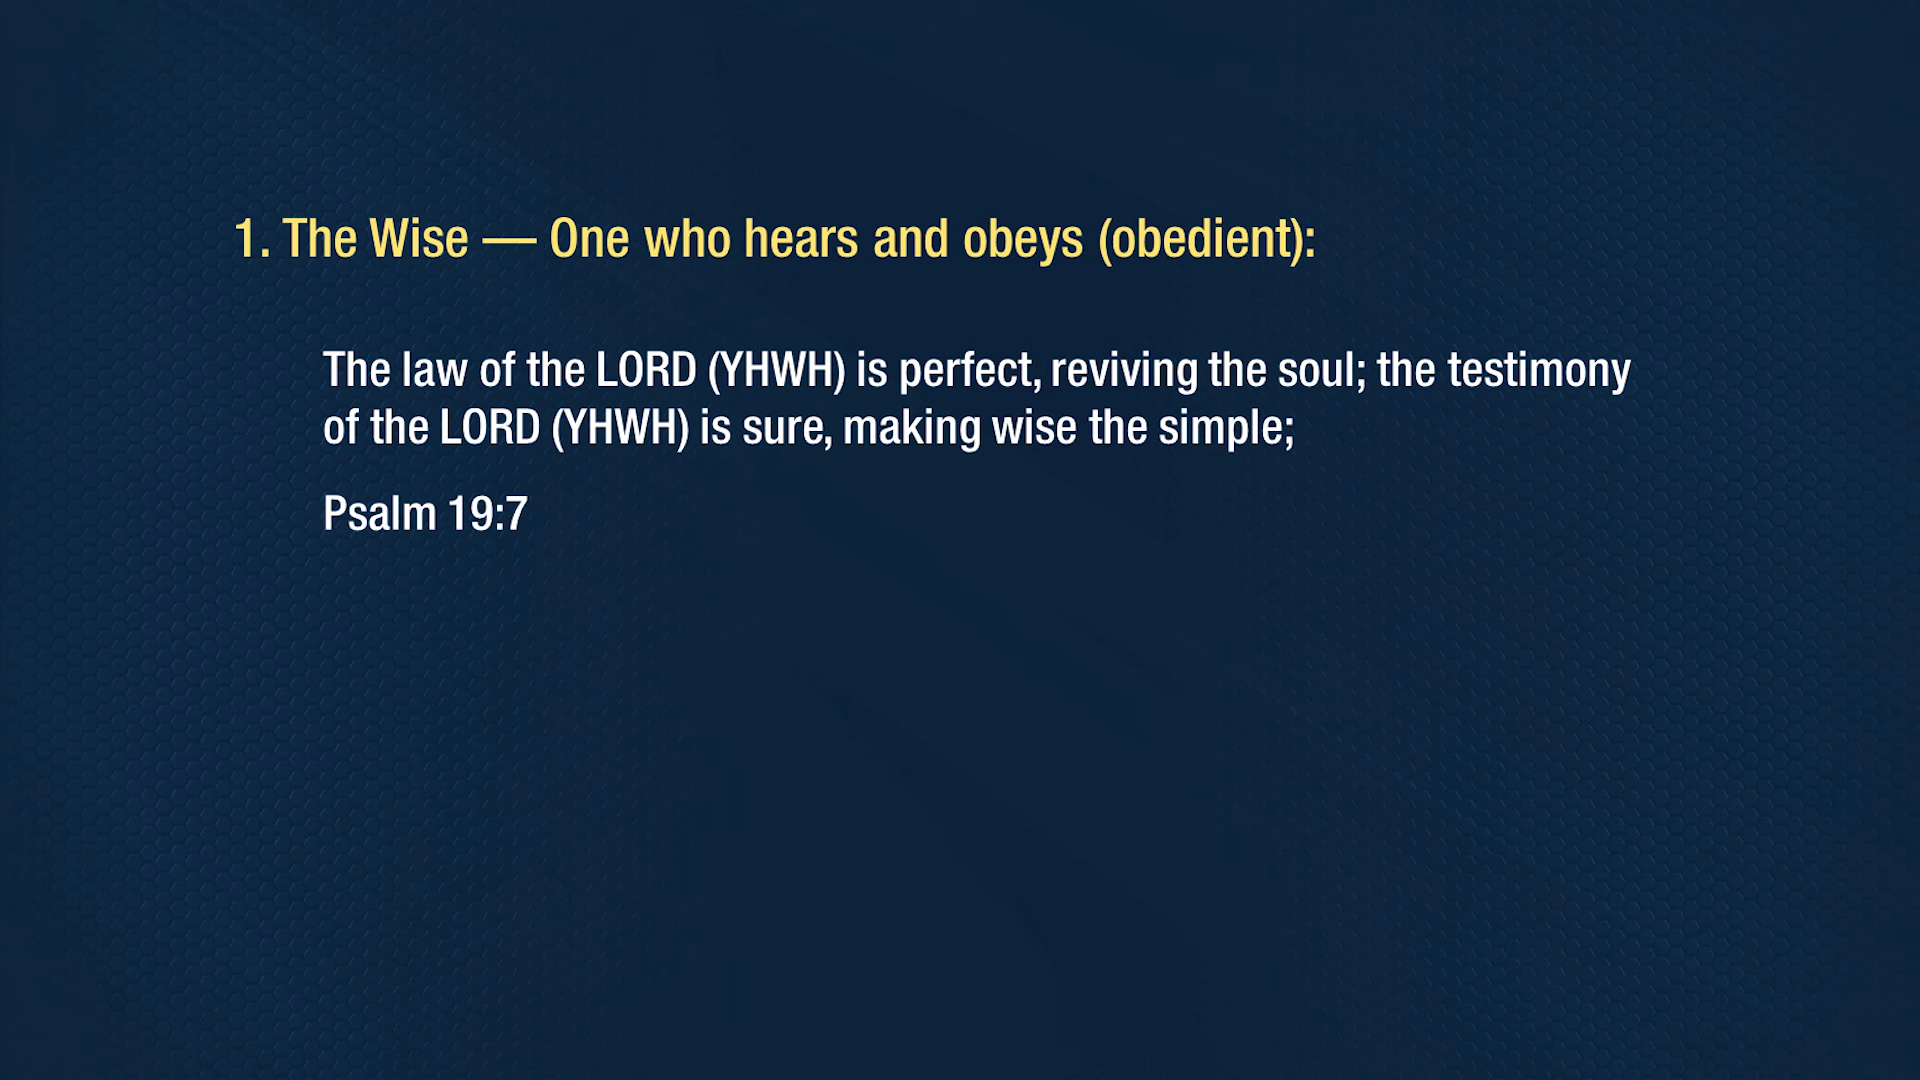 1. The Wise — One who hears and obeys (obedient):
The law of the LORD (YHWH) is perfect, reviving the soul; the testimony
of the LORD (YHWH) is sure, making wise the simple;
Psalm 19:7